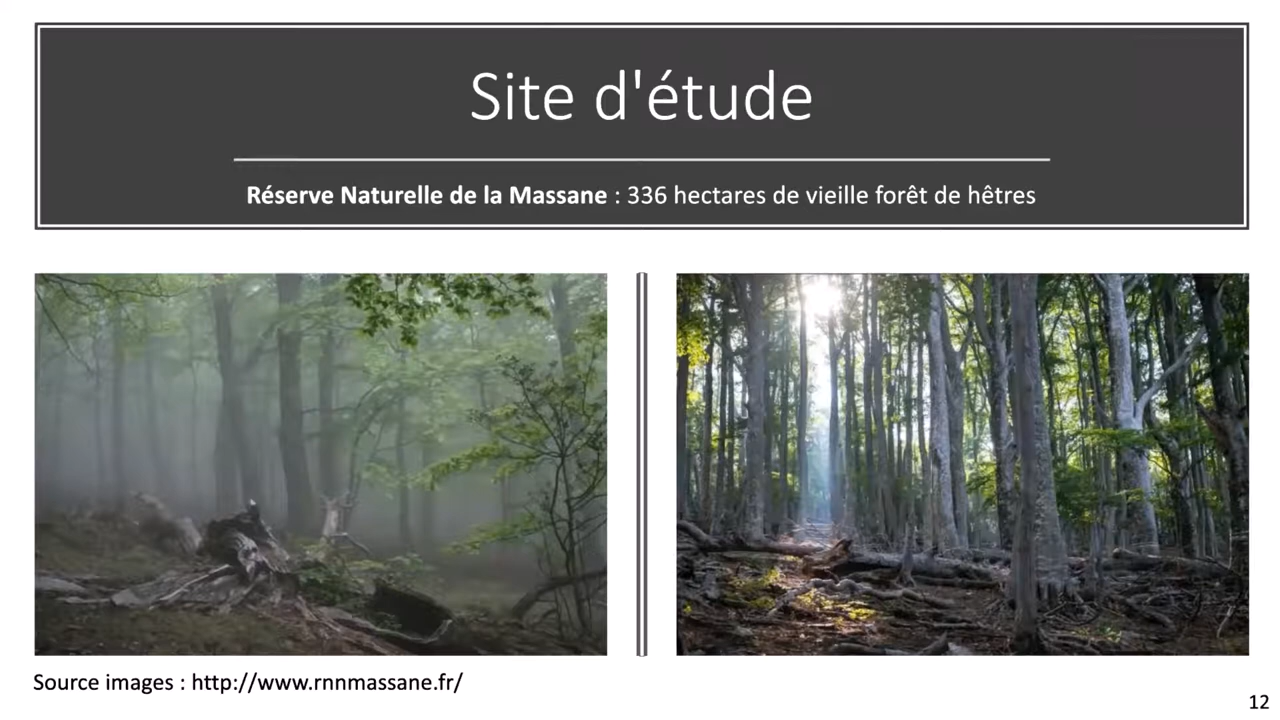 Site d'étude
Réserve Naturelle de la Massane : 336 hectares de vieille forêt de hêtres
Source images : http://www.rnnmassane.fr/
12